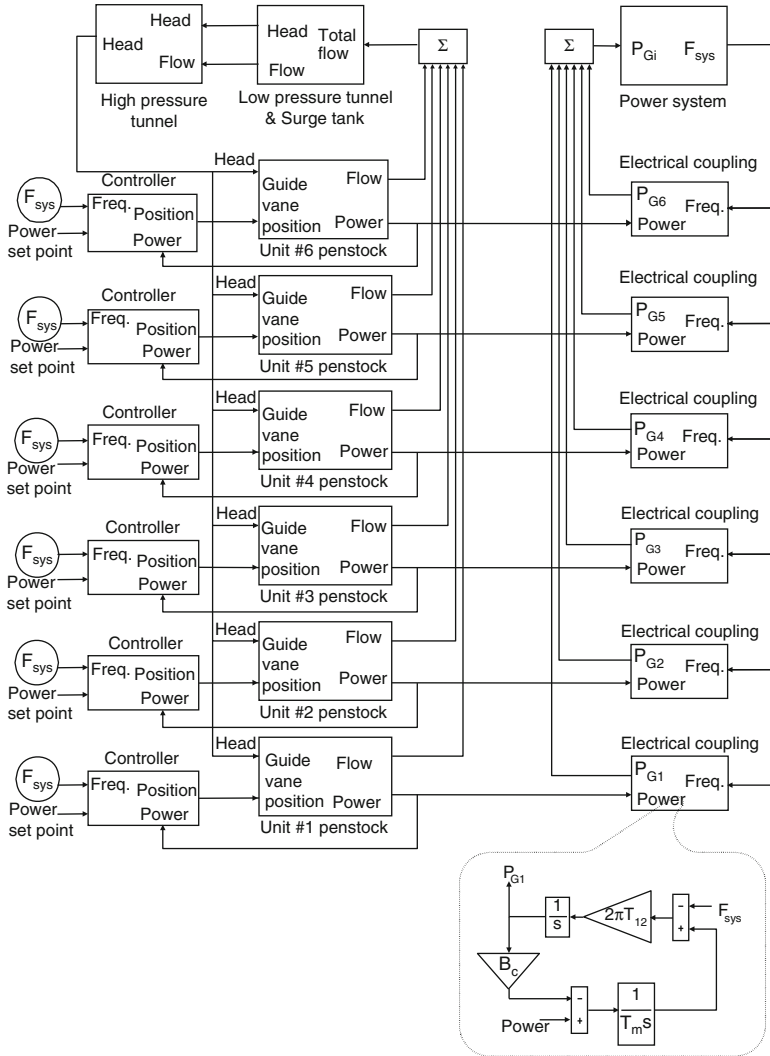 Head
Head
Flow
High pressure
tunnel
Head
Total
flow
Flow
Low pressure tunnel
& Surge tank
Σ
Σ
P_Gi
F_sys
Power system
F_sys
Power
set point
Controller
Freq.
Position
Power
Head
Guide
vane
position
Flow
Power
Unit #6 penstock
Electrical coupling
P_G6
Freq.
Power
F_sys
Power
set point
Controller
Freq.
Position
Power
Head
Guide
vane
position
Flow
Power
Unit #5 penstock
Electrical coupling
P_G5
Freq.
Power
F_sys
Power
set point
Controller
Freq.
Position
Power
Head
Guide
vane
position
Flow
Power
Unit #4 penstock
Electrical coupling
P_G4
Freq.
Power
F_sys
Power
set point
Controller
Freq.
Position
Power
Head
Guide
vane
position
Flow
Power
Unit #3 penstock
Electrical coupling
P_G3
Freq.
Power
F_sys
Power
set point
Controller
Freq.
Position
Power
Head
Guide
vane
position
Flow
Power
Unit #2 penstock
Electrical coupling
P_G2
Freq.
Power
F_sys
Power
set point
Controller
Freq.
Position
Power
Head
Guide
vane
position
Flow
Power
Unit #1 penstock
Electrical coupling
P_G1
Freq.
Power
P_G1
1
s
2πT_12
-
+
F_sys
B_c
-
+
Power
1
T_m s